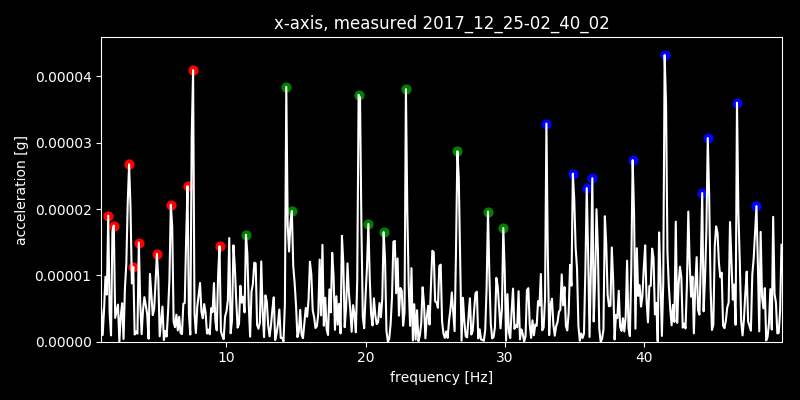 x-axis, measured 2017_12_25-02_40_02
0.00004
0.00003
0.00002
0.00001
0.00000
acceleration [g]
10 20 30 40
frequency [Hz]